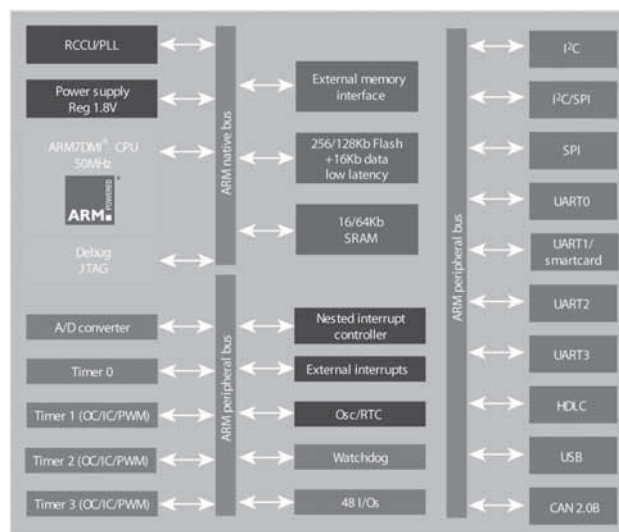 RCCU/PLL
Power supply
Reg 1.8V
ARM7DMI® CPU
50MHz
ARM
POWERED
®
Debug
JTAG
ARM native bus
External memory
interface
256/128Kb Flash
+16Kb data
low latency
16/64Kb
SRAM
A/D converter
Timer 0
Timer 1 (OC/IC/PWM)
Timer 2 (OC/IC/PWM)
Timer 3 (OC/IC/PWM)
ARM peripheral bus
Nested interrupt
controller
External interrupts
Osc/RTC
Watchdog
48 I/Os
ARM peripheral bus
I²C
I²C/SPI
SPI
UART0
UART1/
smartcard
UART2
UART3
HDLC
USB
CAN 2.0B